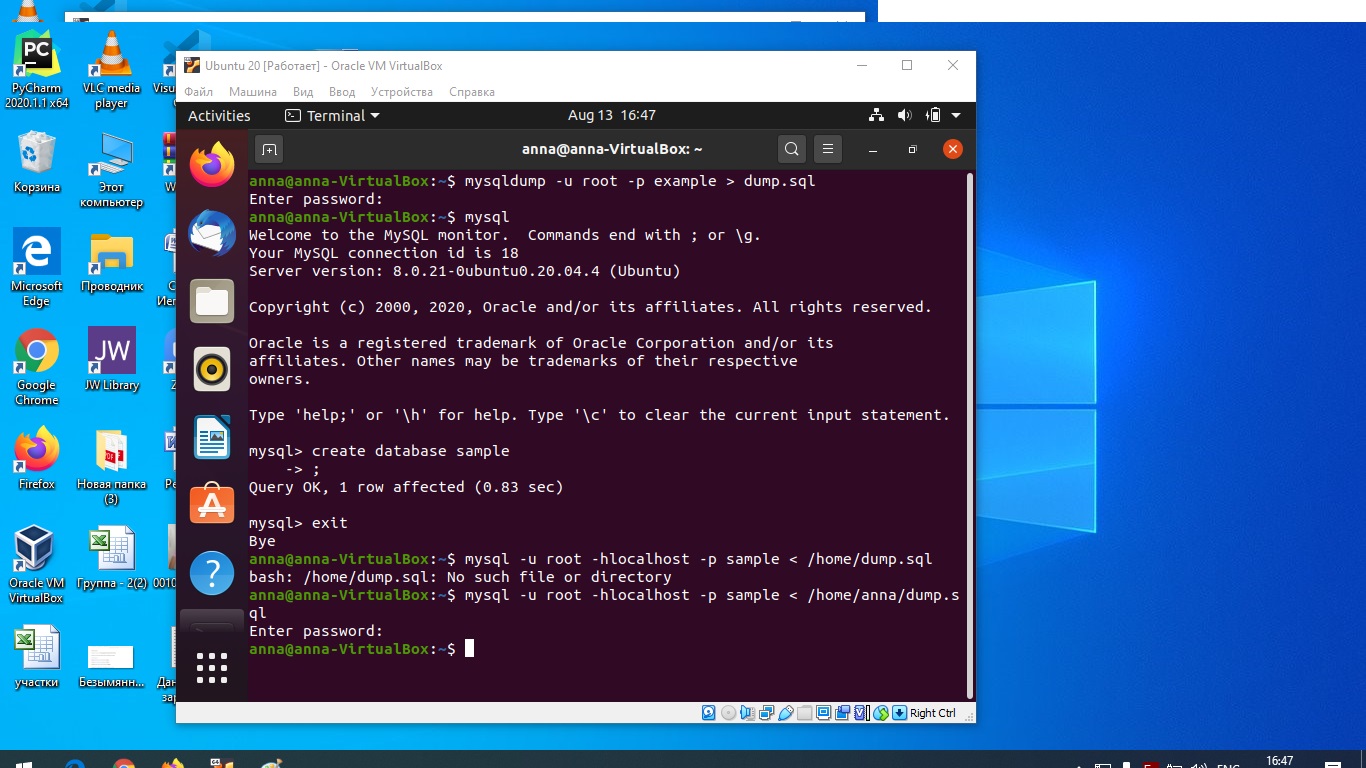 PyCharm
2020.1.1 x64
VLC media
player
Корзина
Этот
компьютер
Microsoft
Edge
Проводник
Google
Chrome
JW
JW Library
Firefox
Новая папка
(3)
Oracle VM
VirtualBox
Группа - 2(2)
участки
Безымянн...
Ubuntu 20 [Работает] - Oracle VM VirtualBox
Файл Машина Вид Ввод Устройства Справка
Activities Terminal Aug 13 16:47
anna@anna-VirtualBox: ~
anna@anna-VirtualBox:~$ mysqldump -u root -p example > dump.sql
Enter password:
anna@anna-VirtualBox:~$ mysql
Welcome to the MySQL monitor.  Commands end with ; or \g.
Your MySQL connection id is 18
Server version: 8.0.21-0ubuntu0.20.04.4 (Ubuntu)
Copyright (c) 2000, 2020, Oracle and/or its affiliates. All rights reserved.
Oracle is a registered trademark of Oracle Corporation and/or its
affiliates. Other names may be trademarks of their respective
owners.
Type 'help;' or '\h' for help. Type '\c' to clear the current input statement.
mysql> create database sample
    -> ;
Query OK, 1 row affected (0.83 sec)
mysql> exit
Bye
anna@anna-VirtualBox:~$ mysql -u root -hlocalhost -p sample < /home/dump.sql
bash: /home/dump.sql: No such file or directory
anna@anna-VirtualBox:~$ mysql -u root -hlocalhost -p sample < /home/anna/dump.s
ql
Enter password:
anna@anna-VirtualBox:~$
Right Ctrl
16:47